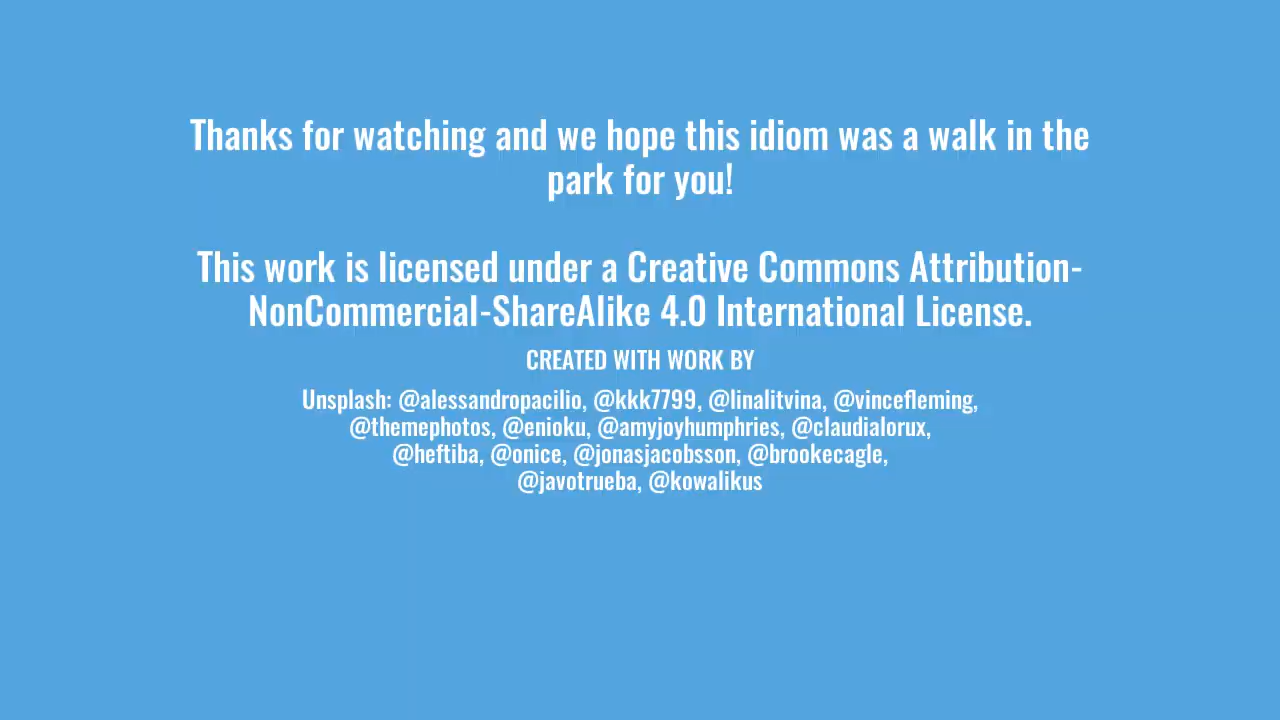 Thanks for watching and we hope this idiom was a walk in the
park for you!
This work is licensed under a Creative Commons Attribution-
NonCommercial-ShareAlike 4.0 International License.
CREATED WITH WORK BY
Unsplash: @alessandropacilio, @kkk7799, @linalitvina, @vincefleming,
@themephotos, @enioku, @amyjoyhumphries, @claudialorux,
@heftiba, @onice, @jonasjacobsson, @brookecagle,
@javotrueba, @kowalikus